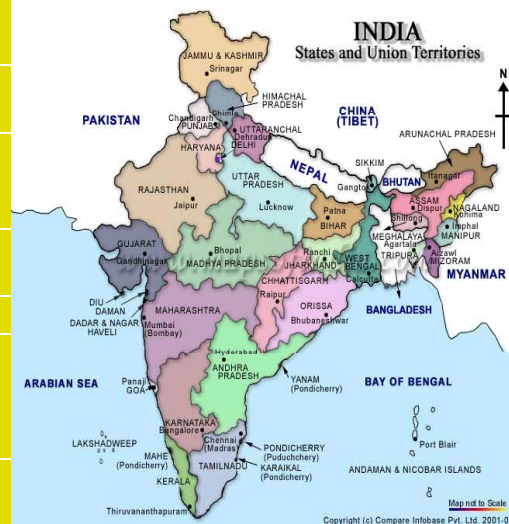 INDIA
States and Union Territories
N
JAMMU & KASHMIR
Srinagar
HIMACHAL
PRADESH
Shimla
Chandigarh
PUNJAB
CHINA
(TIBET)
PAKISTAN
UTTARANCHAL
Dehradun
HARYANA
DELHI
ARUNACHAL PRADESH
Itanagar
NEPAL
SIKKIM
Gangtok
BHUTAN
RAJASTHAN
Jaipur
UTTAR
PRADESH
Lucknow
ASSAM
Dispur
NAGALAND
Kohima
Shillong
MEGHALAYA
Imphal
MANIPUR
Patna
BIHAR
Agartala
TRIPURA
Aizawl
MIZORAM
GUJARAT
Gandhinagar
Bhopal
MADHYA PRADESH
Ranchi
JHARKHAND
WEST
BENGAL
Calcutta
MYANMAR
CHHATTISGARH
Raipur
DIU
DAMAN
DADAR & NAGAR
HAVELI
MAHARASHTRA
Mumbai
(Bombay)
ORISSA
Bhubaneshwar
BANGLADESH
Hyderabad
ANDHRA
PRADESH
YANAM
(Pondicherry)
ARABIAN SEA
BAY OF BENGAL
Panaji
GOA
KARNATAKA
Bangalore
LAKSHADWEEP
MAHE
(Pondicherry)
Chennai
(Madras)
PONDICHERRY
(Puduchchery)
KARAIKAL
(Pondicherry)
TAMILNADU
KERALA
Thiruvananthapuram
Port Blair
ANDAMAN & NICOBAR ISLANDS
Map not to Scale
Copyright (c) Compare Infobase Pvt. Ltd. 2001-0